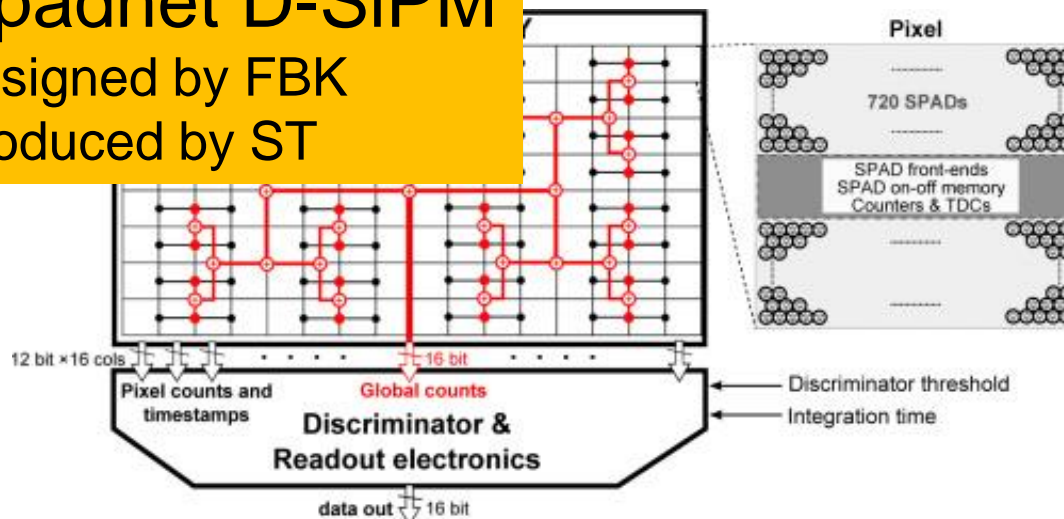 padnet D-SiPM
signed by FBK
oduced by ST
Y
Pixel
720 SPADs
SPAD front-ends
SPAD on-off memory
Counters & TDCs
12 bit ×16 cols
16 bit
Pixel counts and
timestamps
Global counts
Discriminator &
Readout electronics
Discriminator threshold
Integration time
data out
16 bit